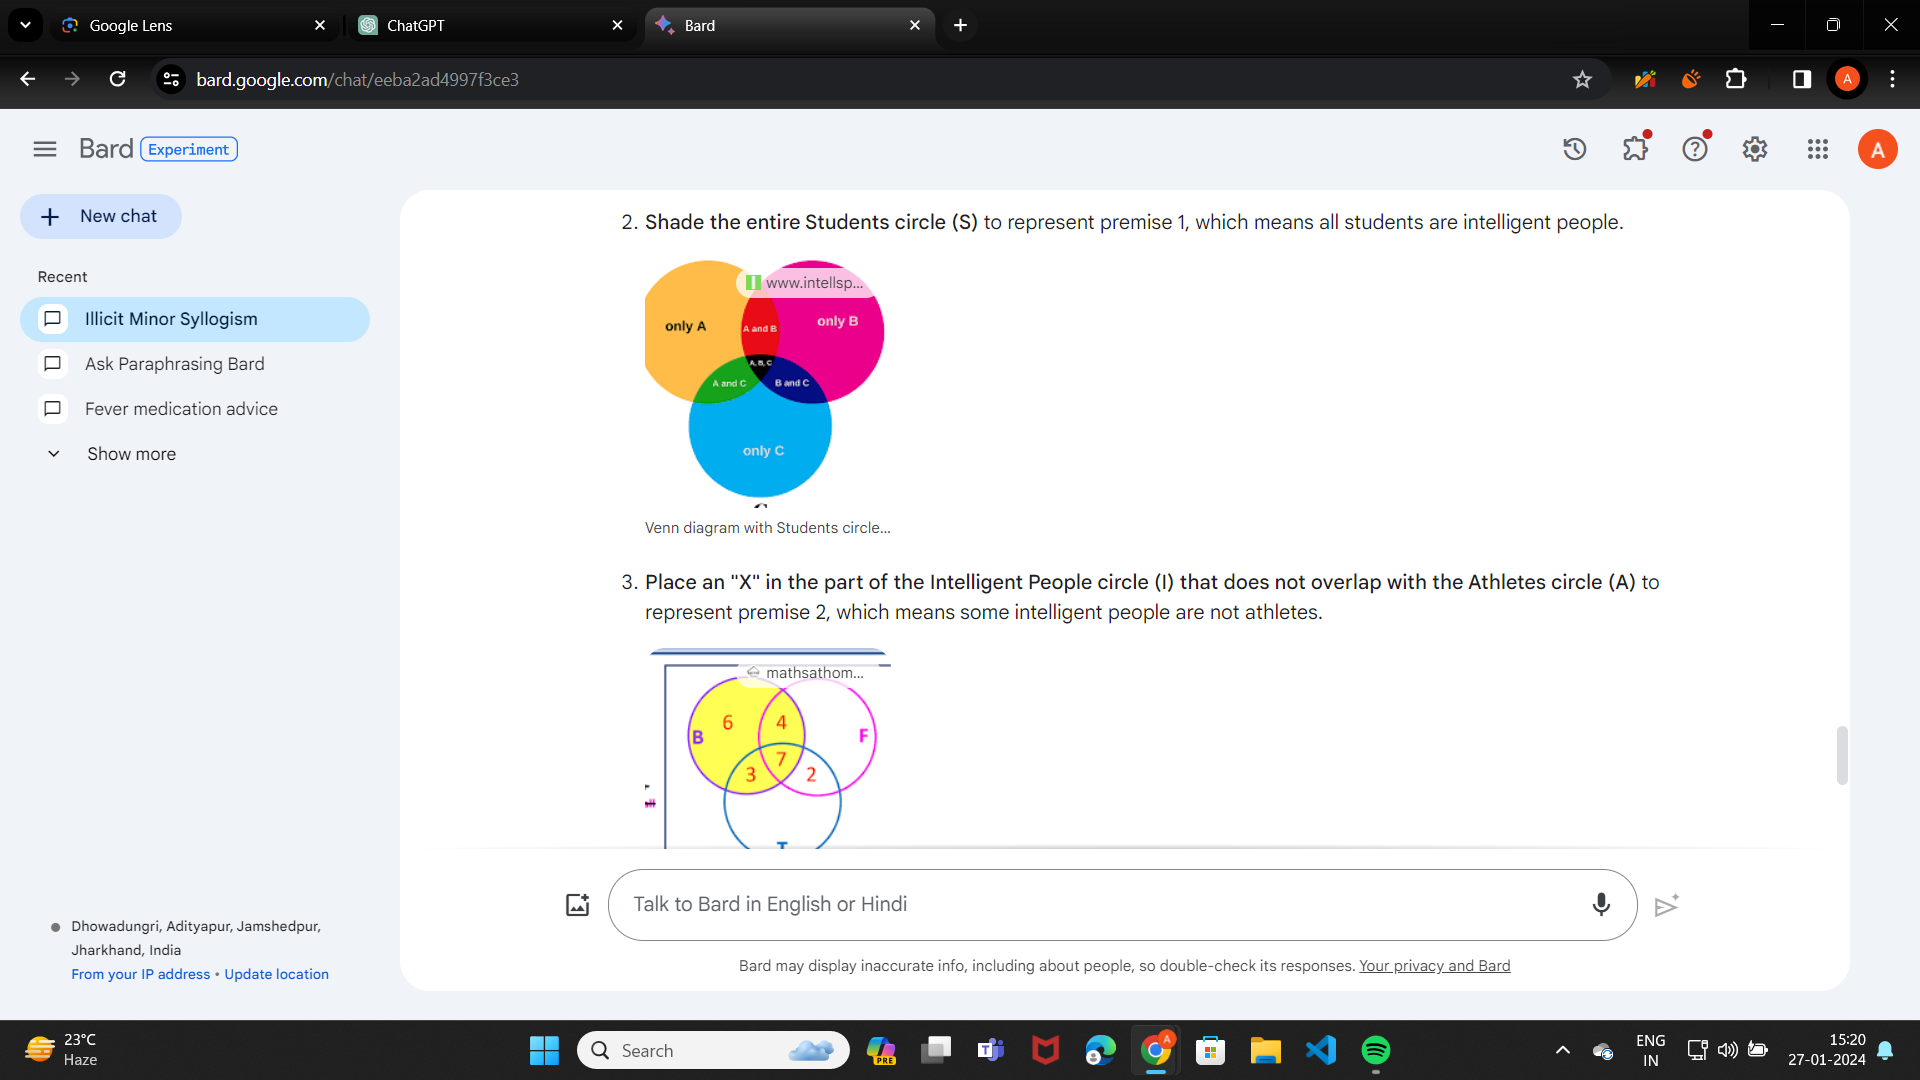 Google Lens
ChatGPT
Bard
bard.google.com/chat/eeba2ad4997f3ce3
A
Bard Experiment
A
New chat
Recent
Illicit Minor Syllogism
Ask Paraphrasing Bard
Fever medication advice
Show more
2. Shade the entire Students circle (S) to represent premise 1, which means all students are intelligent people.
www.intellsp...
only A
A and B
only B
A, B, C
A and C
B and C
only C
Venn diagram with Students circle...
3. Place an "X" in the part of the Intelligent People circle (I) that does not overlap with the Athletes circle (A) to
represent premise 2, which means some intelligent people are not athletes.
mathsathom...
6 4
B F
7
3 2
T
Talk to Bard in English or Hindi
Bard may display inaccurate info, including about people, so double-check its responses. Your privacy and Bard
Dhowadungri, Adityapur, Jamshedpur,
Jharkhand, India
From your IP address • Update location
23°C
Haze
Search
PRE
A
ENG
IN
15:20
27-01-2024